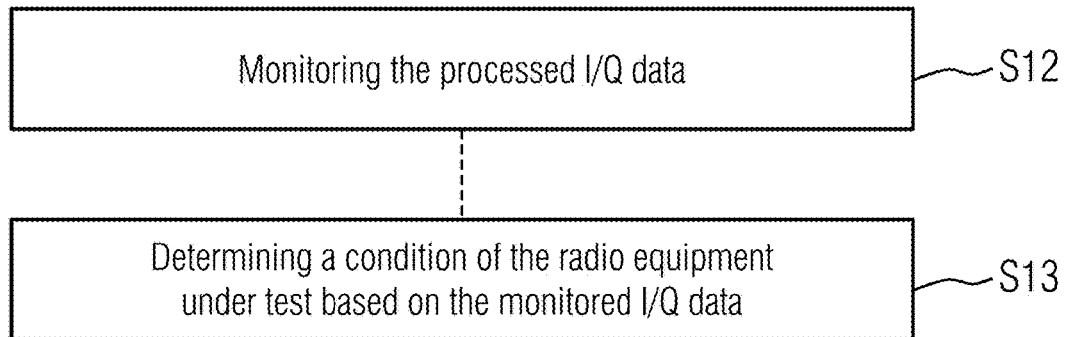 Monitoring the processed I/Q data
S12
Determining a condition of the radio equipment
under test based on the monitored I/Q data
S13